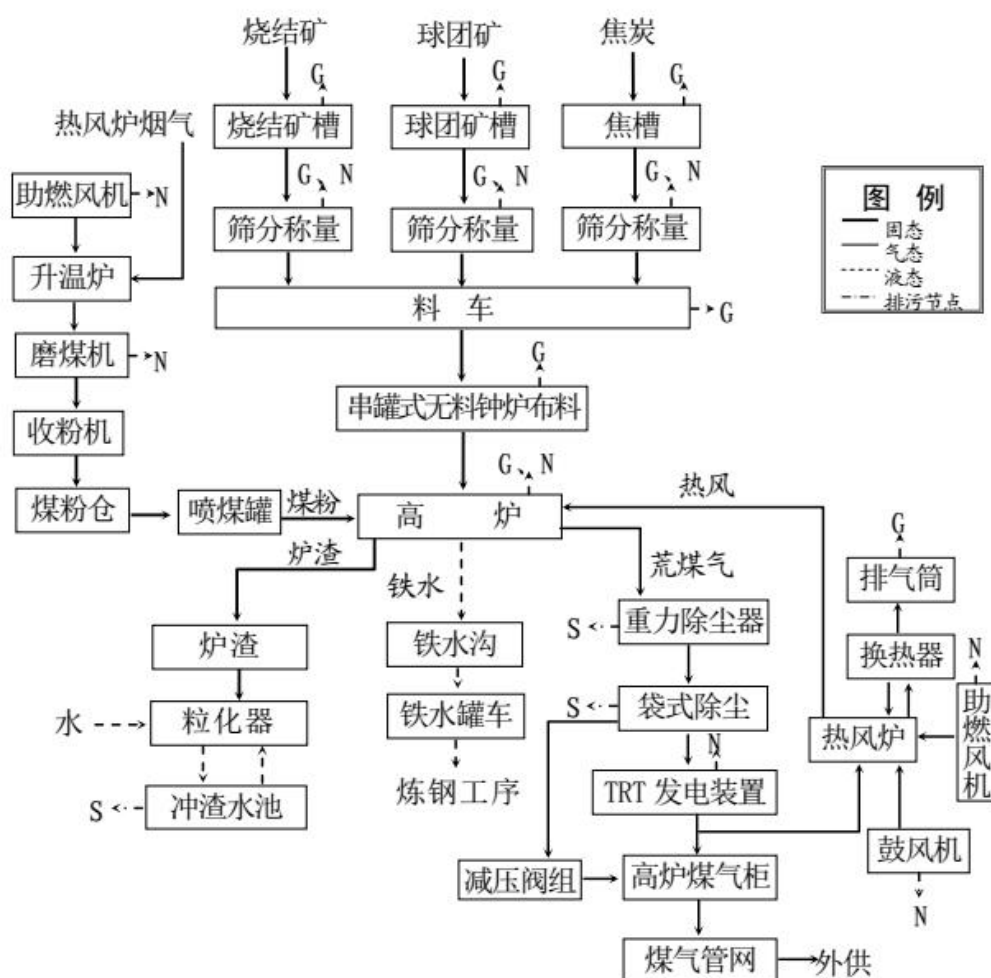 烧结矿 球团矿 焦炭
G G G
热风炉烟气 烧结矿槽 球团矿槽 焦槽
G N G N G N
助燃风机 N
筛分称量 筛分称量 筛分称量
图 例
固态
气态
液态
排污节点
升温炉
料 车 G
磨煤机 N
G
串罐式无料钟炉布料
收粉机
G N
热风
煤粉仓 喷煤罐 煤粉 高 炉
G
炉渣 铁水 荒煤气
排气筒
炉渣 铁水沟 S 重力除尘器
换热器 N
水 粒化器 铁水罐车 S 袋式除尘
热风炉 助燃风机
N
S 冲渣水池 炼钢工序 TRT 发电装置
鼓风机
减压阀组 高炉煤气柜
N
煤气管网 外供